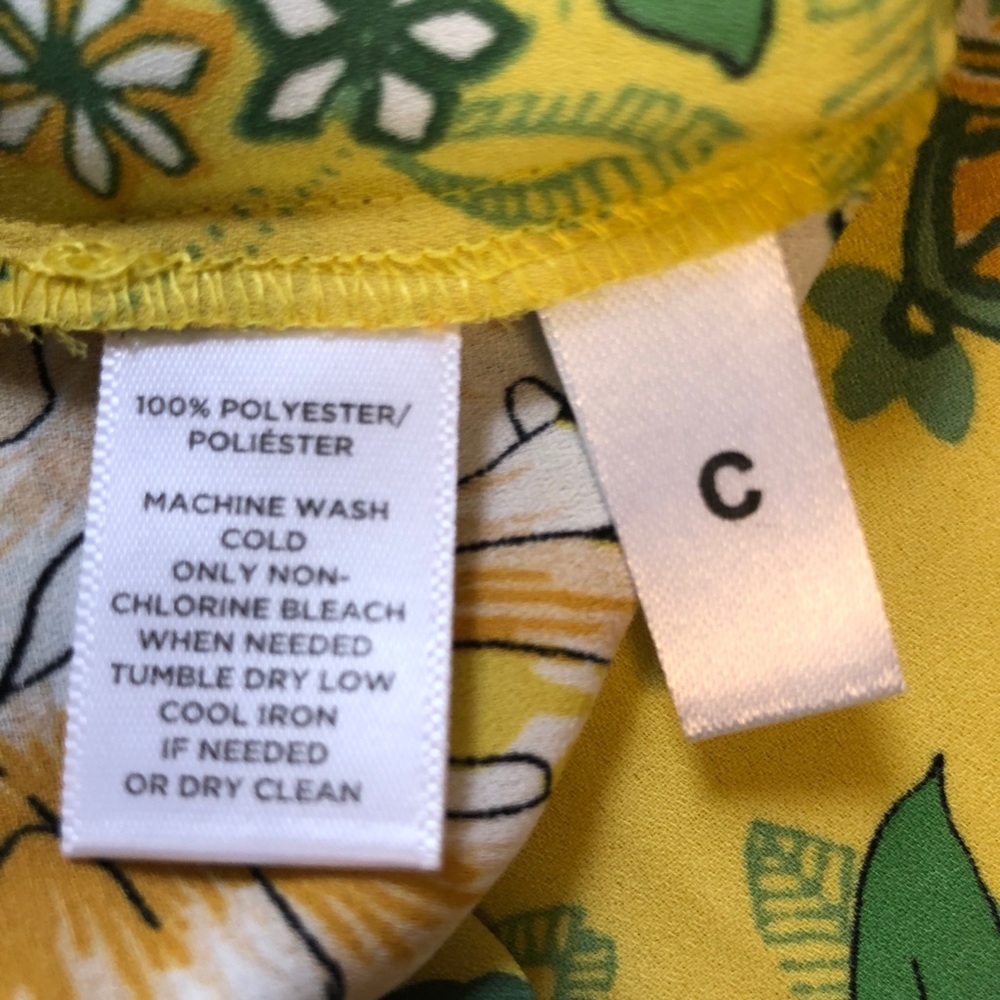 100% POLYESTER/
POLIÉSTER
MACHINE WASH
COLD
ONLY NON-
CHLORINE BLEACH
WHEN NEEDED
TUMBLE DRY LOW
COOL IRON
IF NEEDED
OR DRY CLEAN
C